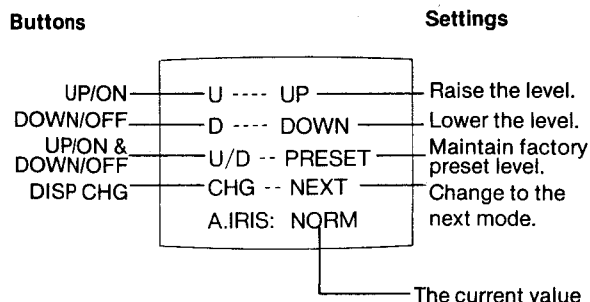 Buttons Settings
UP/ON U ---- UP Raise the level.
DOWN/OFF D ---- DOWN Lower the level.
UP/ON & DOWN/OFF U/D -- PRESET Maintain factory preset level.
DISP CHG CHG -- NEXT Change to the next mode.
A.IRIS: NORM
The current value